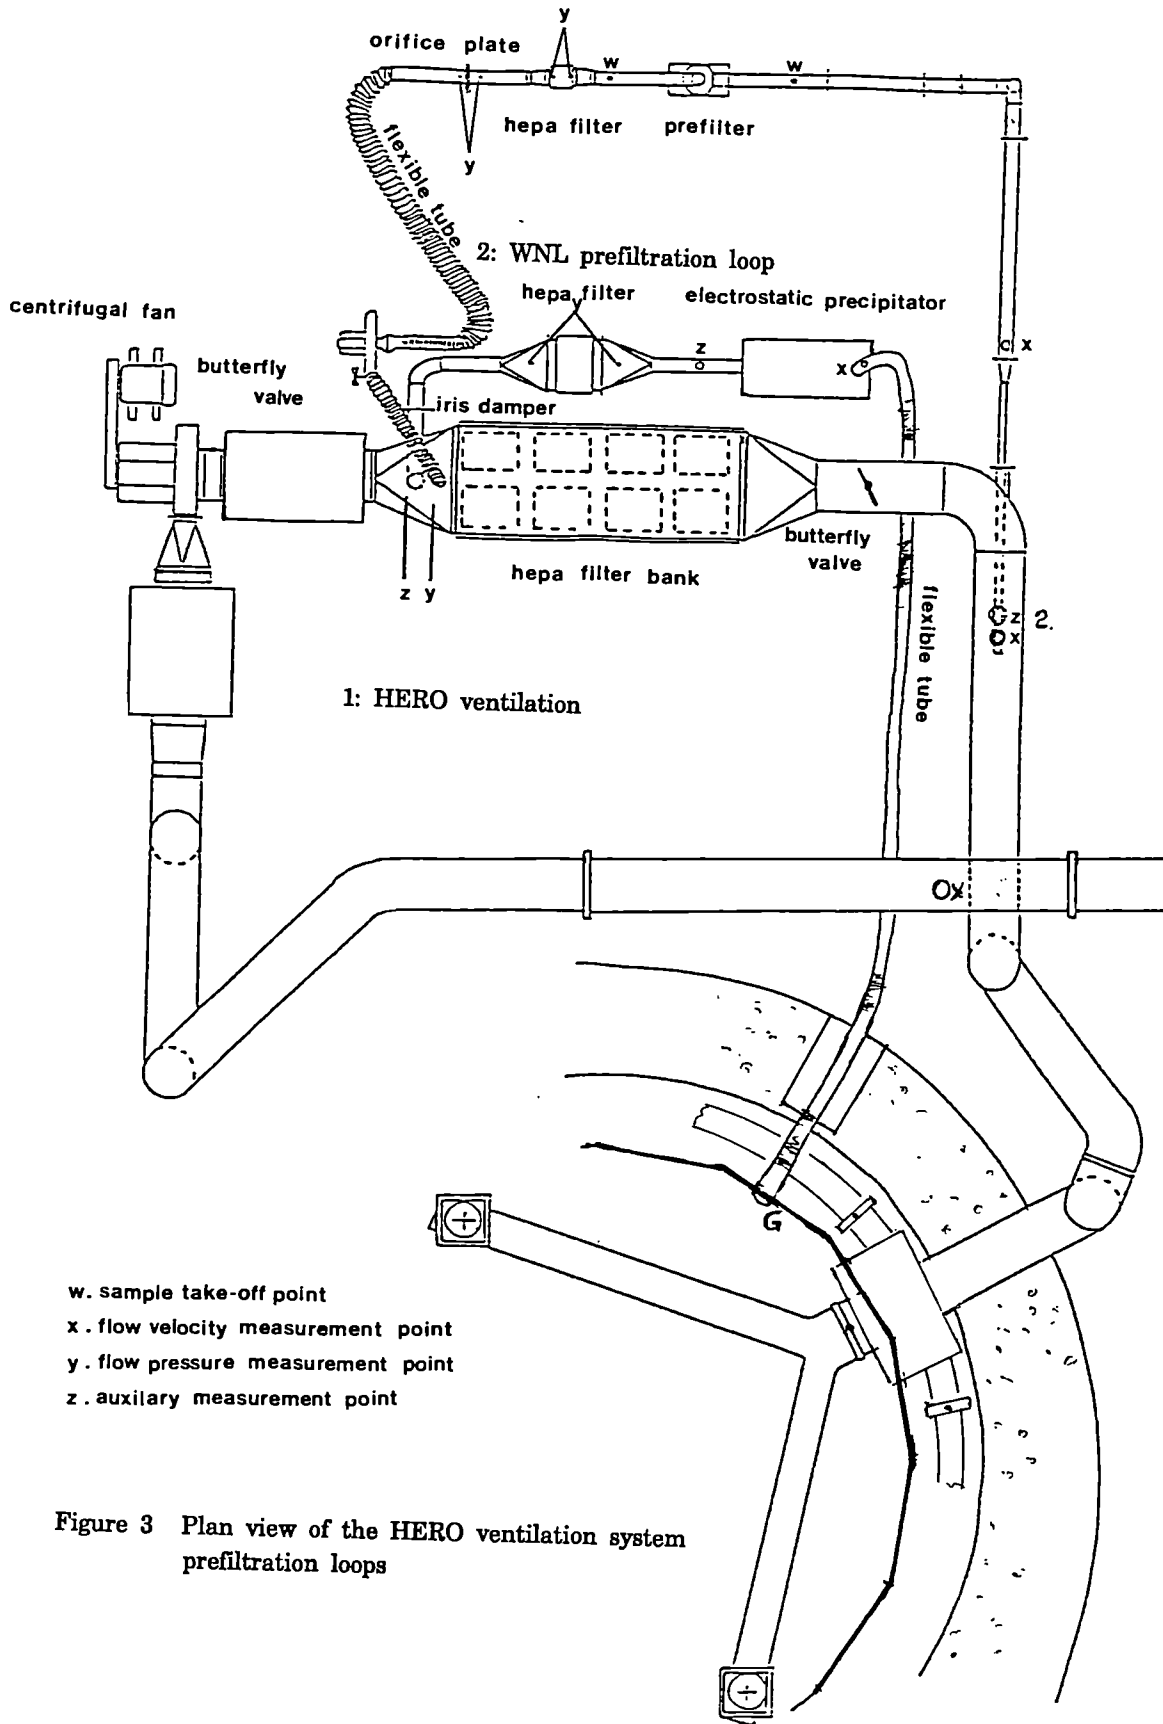 y
orifice plate
w
w
hepa filter
prefilter
y
flexible tube
2: WNL prefiltration loop
hepa filter
y
electrostatic precipitator
centrifugal fan
z
x
x
butterfly
valve
iris damper
butterfly
valve
hepa filter bank
z y
flexible tube
z 2.
x
1: HERO ventilation
Ox
G
w. sample take-off point
x. flow velocity measurement point
y. flow pressure measurement point
z. auxilary measurement point
Figure 3 Plan view of the HERO ventilation system
prefiltration loops